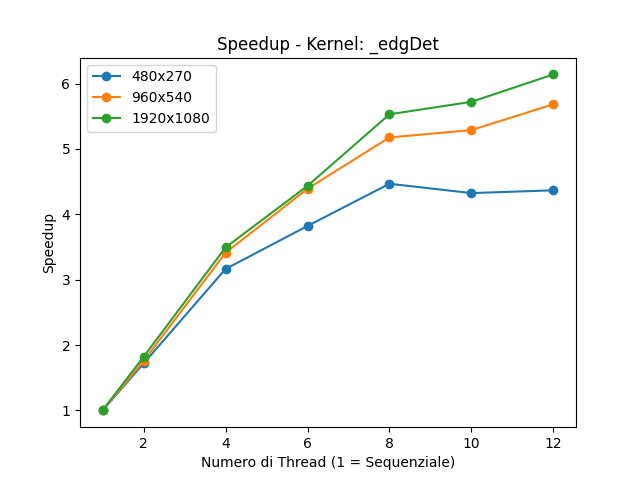 Speedup - Kernel: _edgDet
480x270
960x540
1920x1080
Speedup
6
5
4
3
2
1
2 4 6 8 10 12
Numero di Thread (1 = Sequenziale)